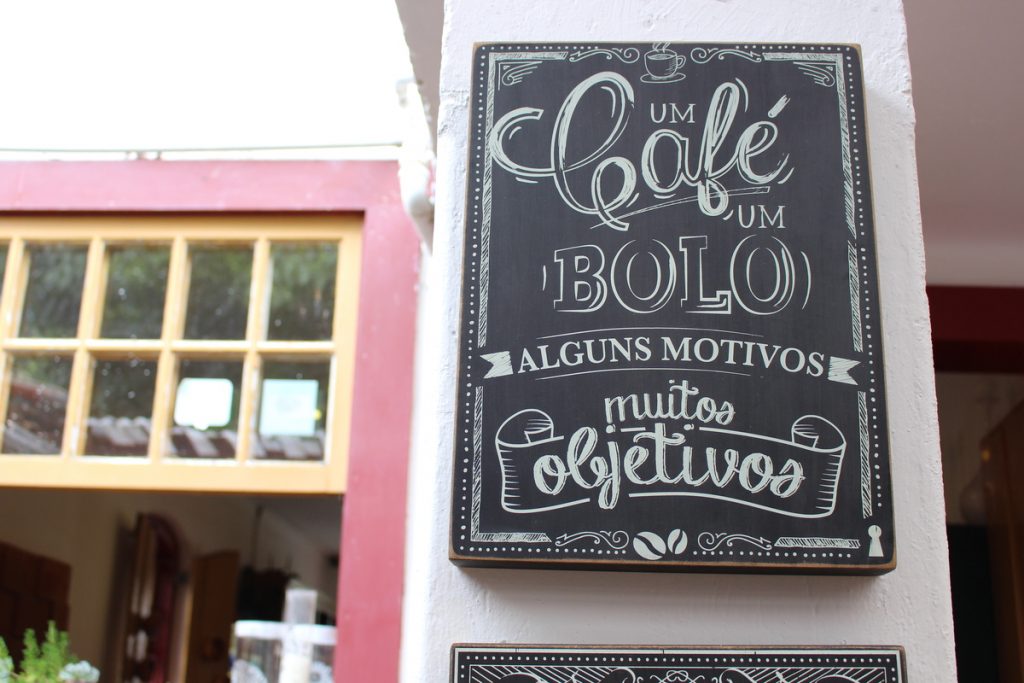 UM
Café
UM
BOLO
ALGUNS MOTIVOS
muitos
objetivos